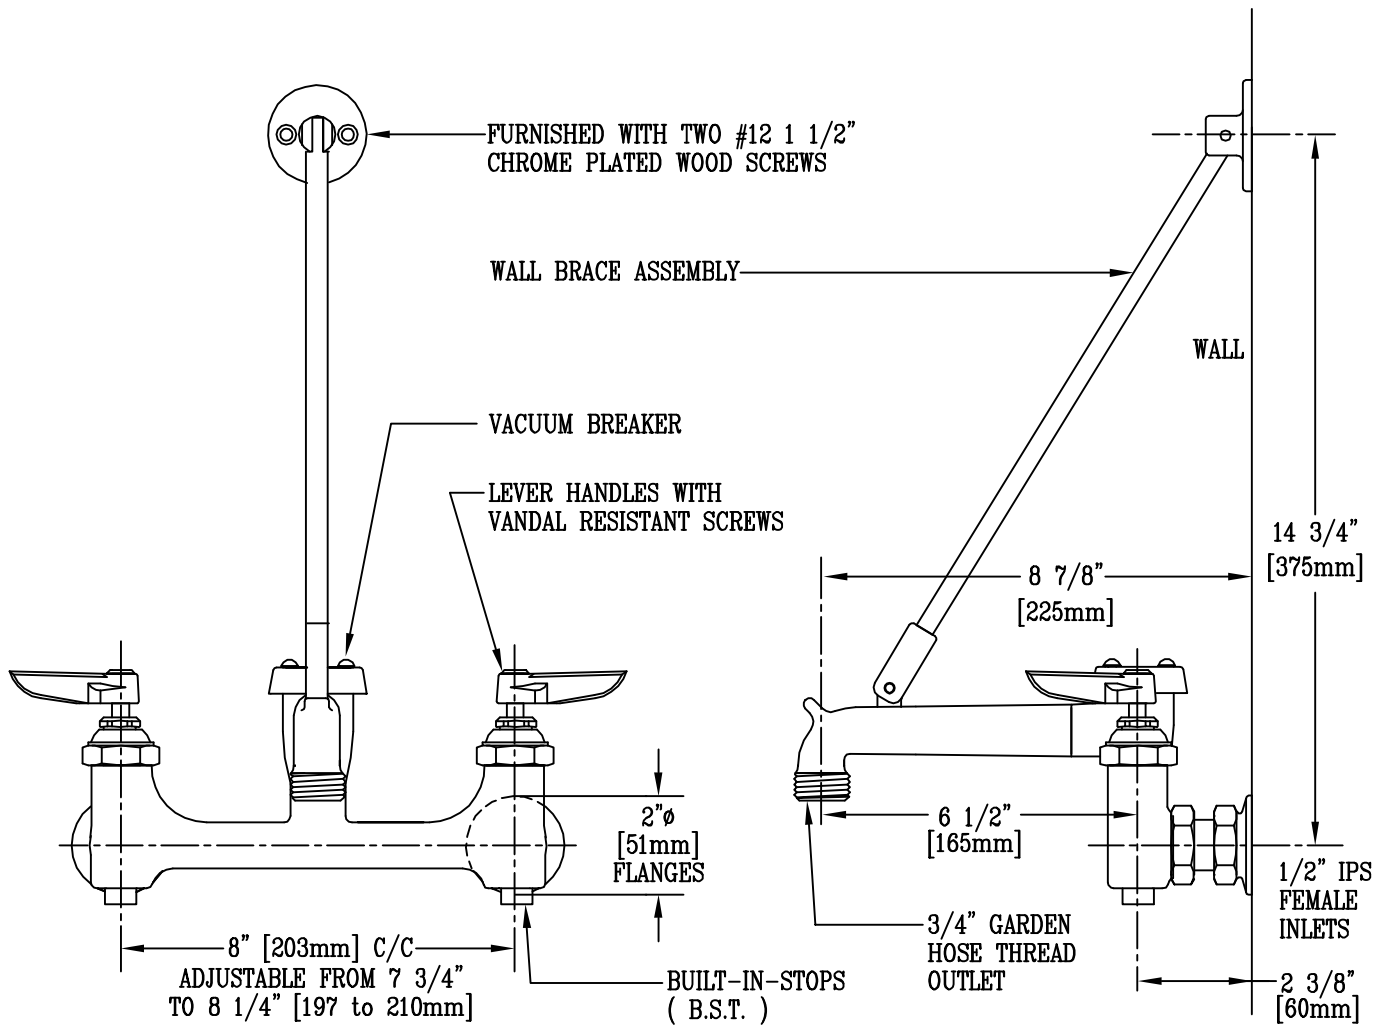 FURNISHED WITH TWO #12 1 1/2"
CHROME PLATED WOOD SCREWS
WALL BRACE ASSEMBLY
WALL
VACUUM BREAKER
LEVER HANDLES WITH
VANDAL RESISTANT SCREWS
14 3/4"
[375mm]
8 7/8"
[225mm]
2"ø
[51mm]
FLANGES
6 1/2"
[165mm]
1/2" IPS
FEMALE
INLETS
3/4" GARDEN
HOSE THREAD
OUTLET
8" [203mm] C/C
ADJUSTABLE FROM 7 3/4"
TO 8 1/4" [197 to 210mm]
BUILT-IN-STOPS
( B.S.T. )
2 3/8"
[60mm]